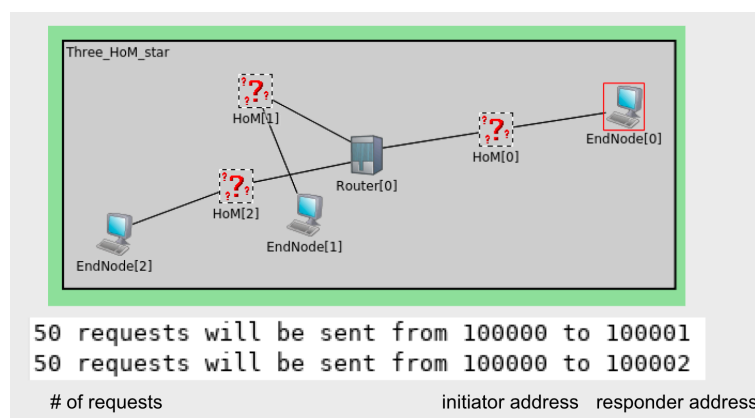 Three_HoM_star
???
HoM[1]
???
HoM[0]
EndNode[0]
Router[0]
???
HoM[2]
EndNode[1]
EndNode[2]
50 requests will be sent from 100000 to 100001
50 requests will be sent from 100000 to 100002
# of requests initiator address responder address